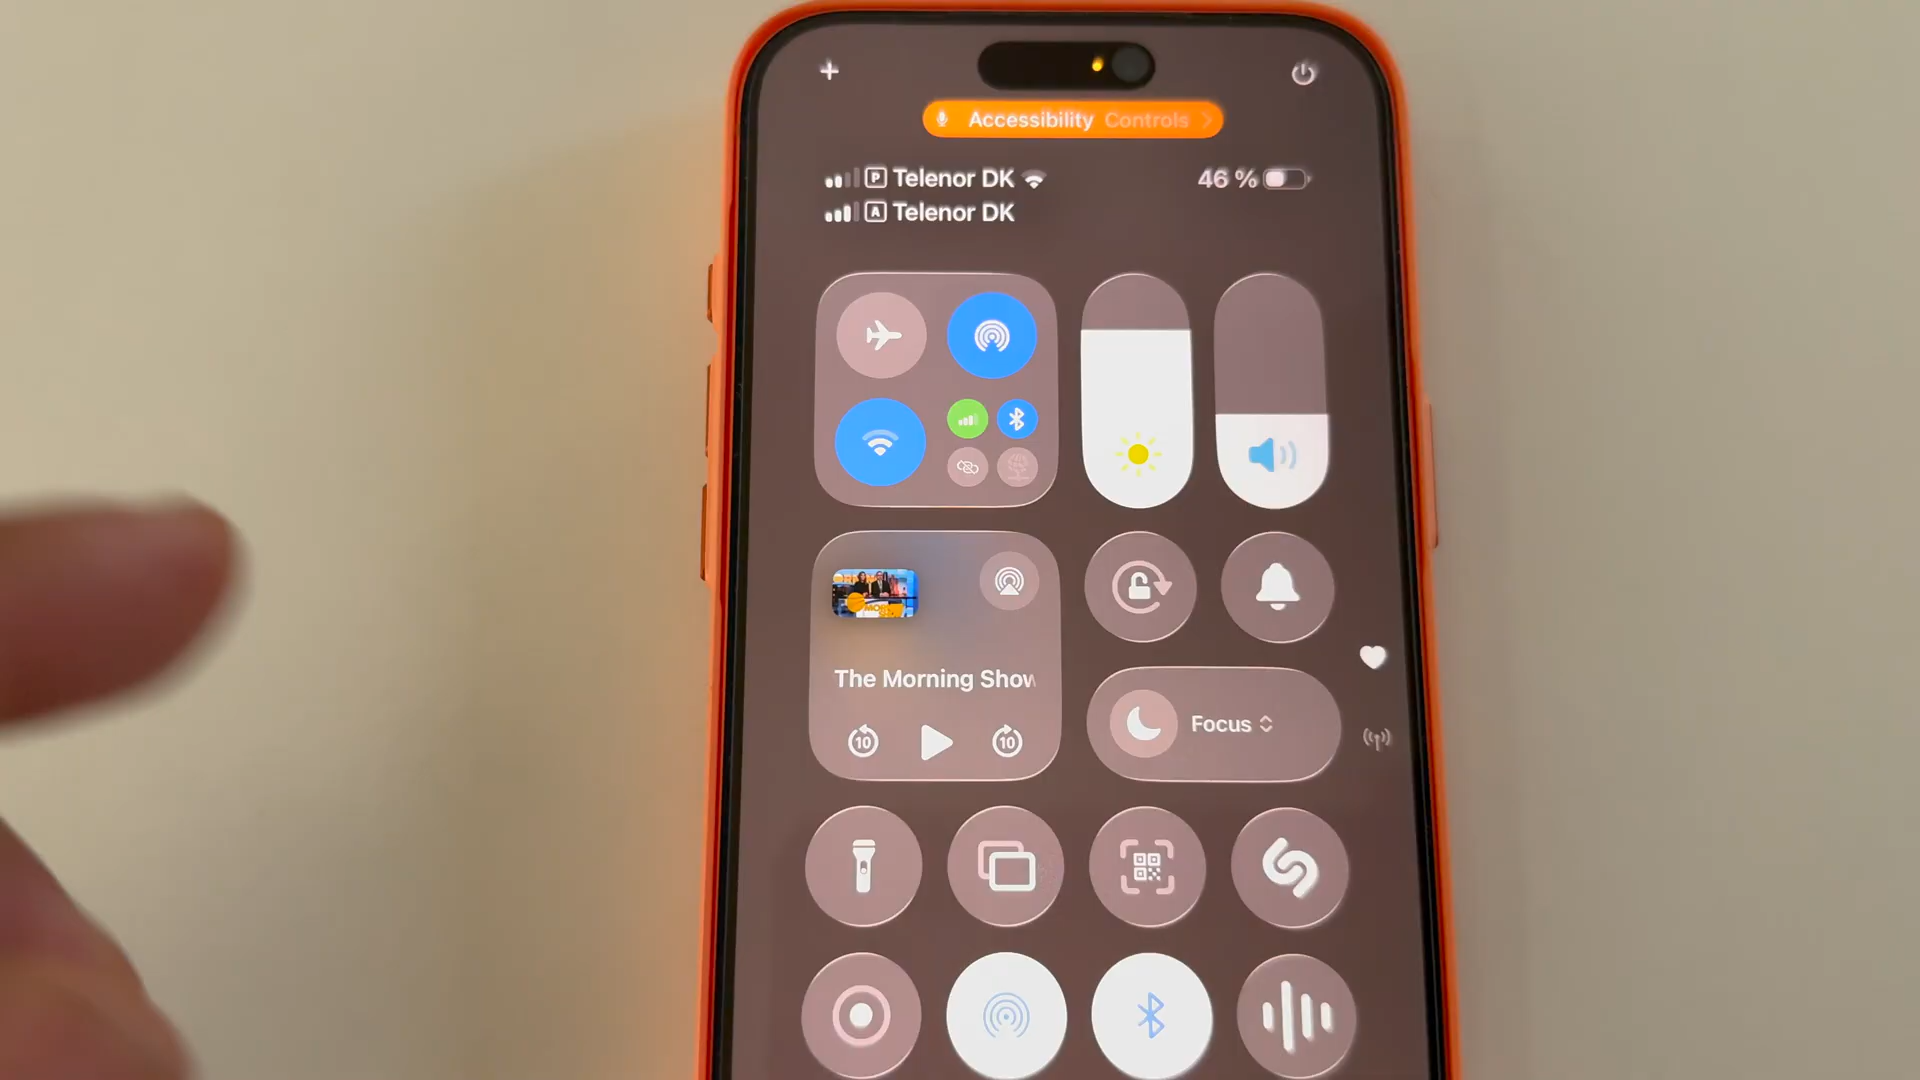 Accessibility Controls
P Telenor DK
46 %
A Telenor DK
The Morning Show
10
10
Focus